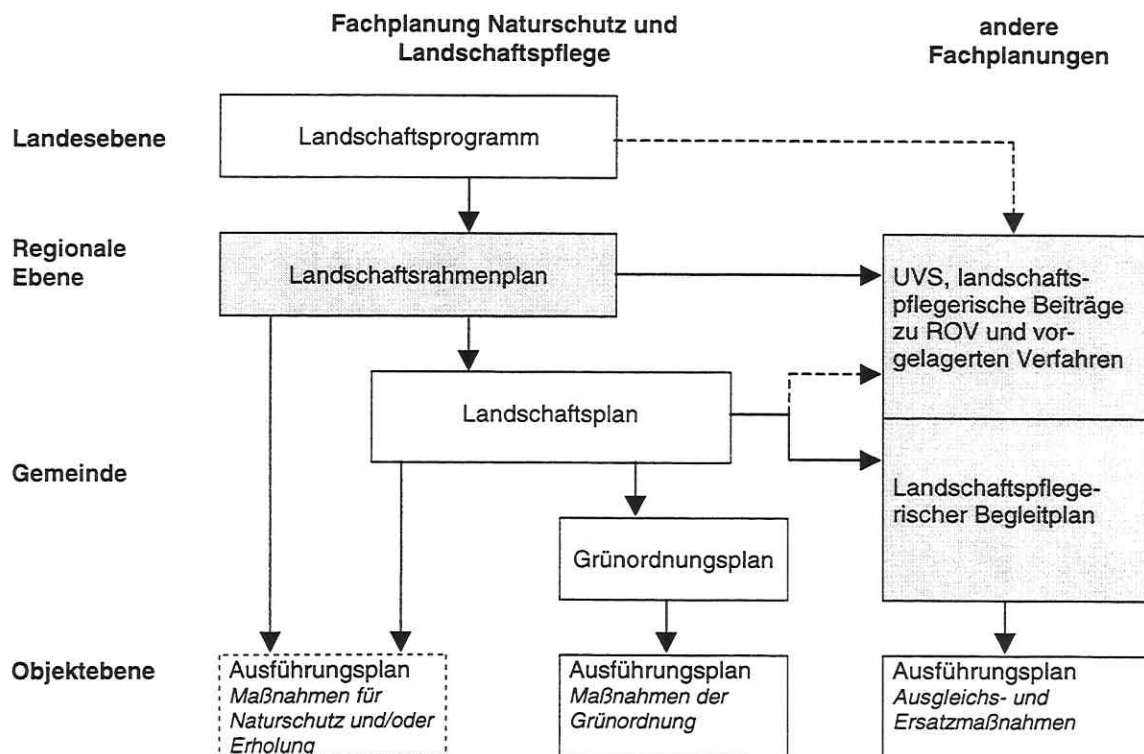 Fachplanung Naturschutz und
Landschaftspflege
andere
Fachplanungen
Landesebene
Landschaftsprogramm
Regionale
Ebene
Landschaftsrahmenplan
UVS, landschafts-
pflegerische Beiträge
zu ROV und vor-
gelagerten Verfahren
Landschaftsplan
Gemeinde
Landschaftspflege-
rischer Begleitplan
Grünordnungsplan
Objektebene
Ausführungsplan
Maßnahmen für
Naturschutz und/oder
Erholung
Ausführungsplan
Maßnahmen der
Grünordnung
Ausführungsplan
Ausgleichs- und
Ersatzmaßnahmen